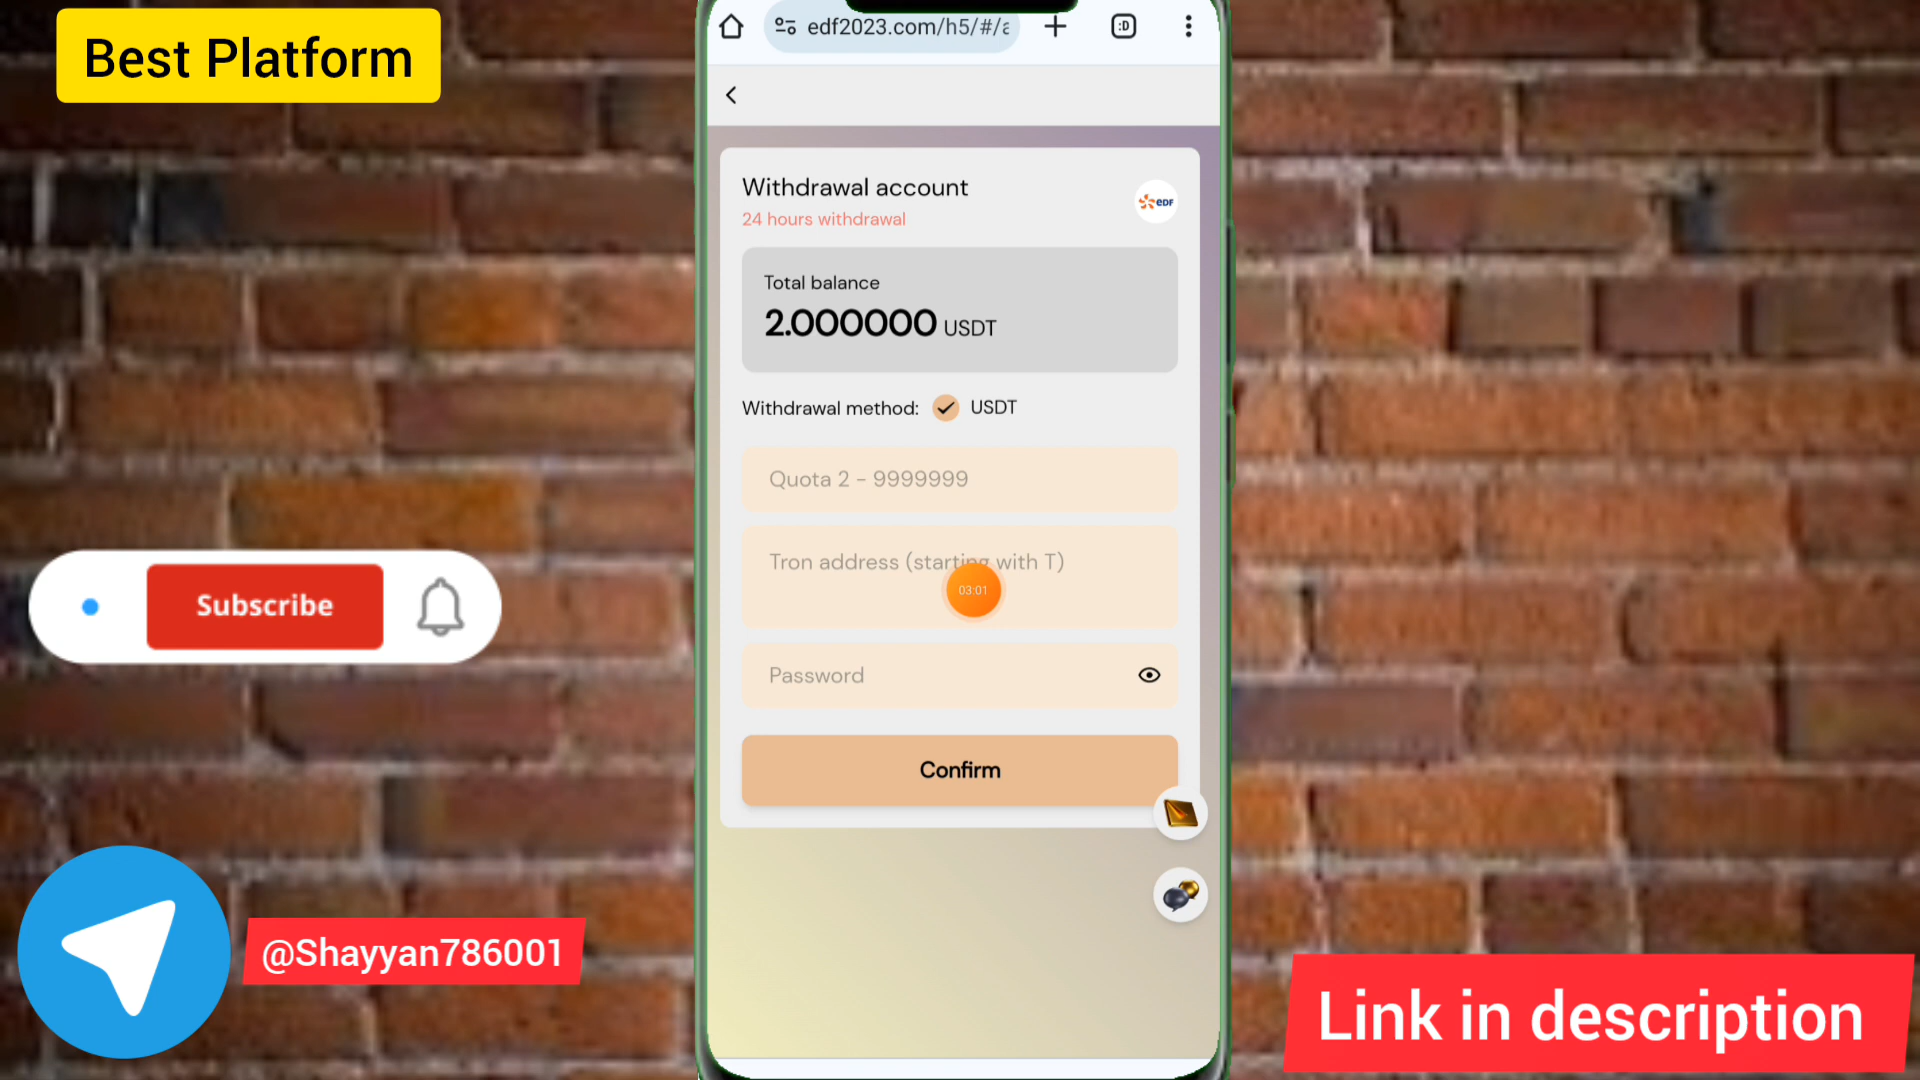 Best Platform
edf2023.com/h5/#/a
:D
Withdrawal account
24 hours withdrawal
eDF
Total balance
2.000000 USDT
Withdrawal method: USDT
Quota 2 - 9999999
Tron address (starting with T)
03:01
Password
Confirm
Subscribe
@Shayyan786001
Link in description